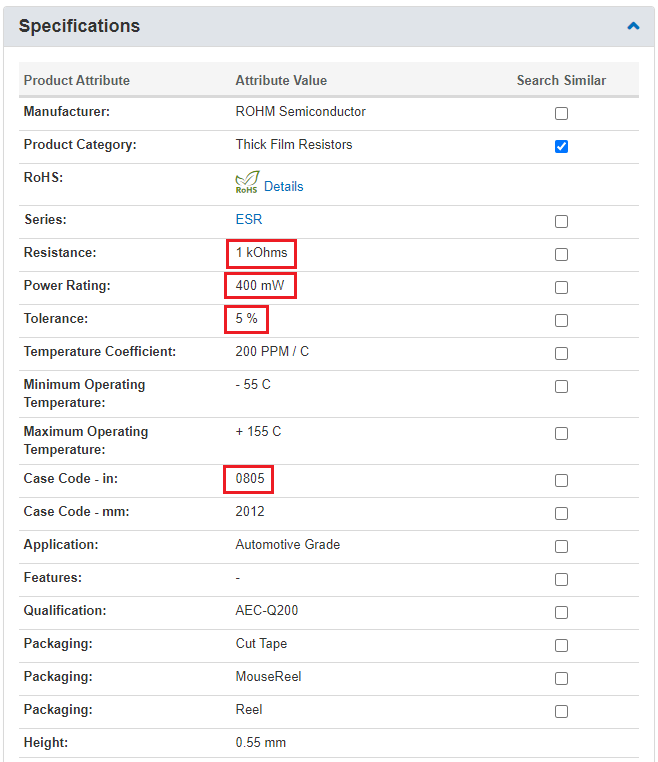 Specifications
Product Attribute Attribute Value Search Similar
Manufacturer: ROHM Semiconductor
Product Category: Thick Film Resistors
RoHS: RoHS Details
Series: ESR
Resistance: 1 kOhms
Power Rating: 400 mW
Tolerance: 5 %
Temperature Coefficient: 200 PPM / C
Minimum Operating - 55 C
Temperature:
Maximum Operating + 155 C
Temperature:
Case Code - in: 0805
Case Code - mm: 2012
Application: Automotive Grade
Features: -
Qualification: AEC-Q200
Packaging: Cut Tape
Packaging: MouseReel
Packaging: Reel
Height: 0.55 mm